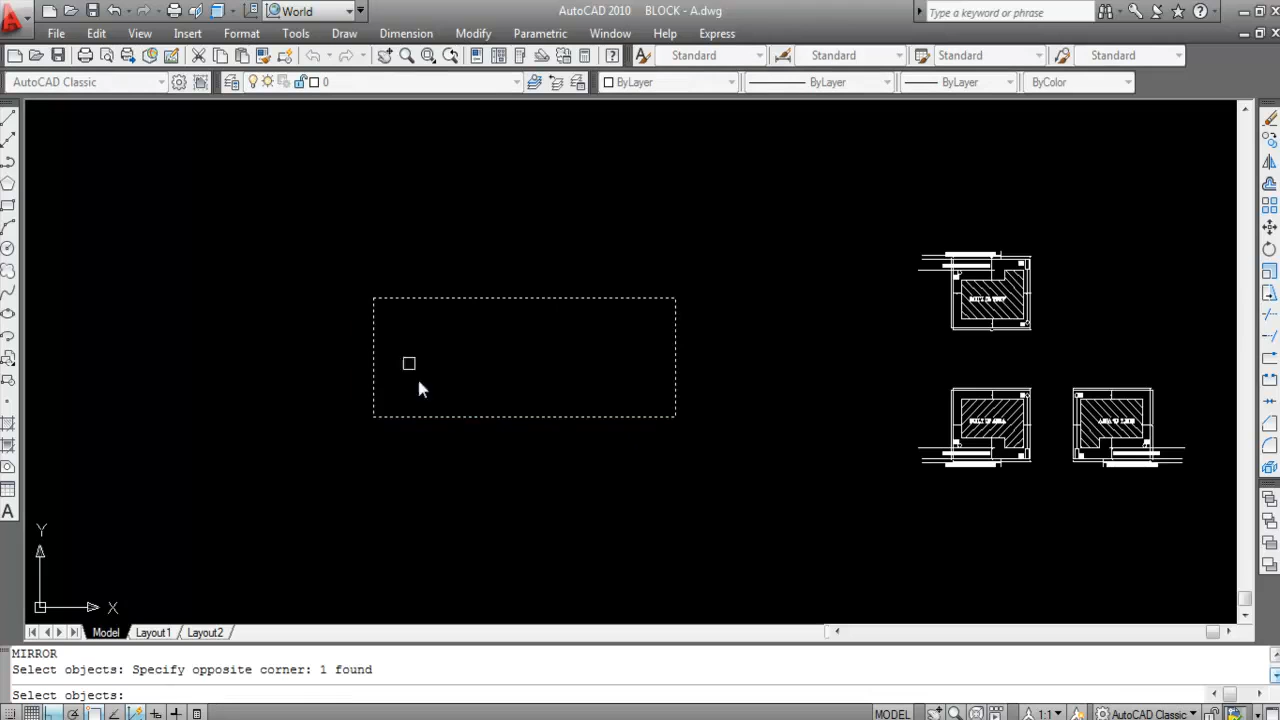 World AutoCAD 2010 BLOCK - A.dwg Type a keyword or phrase
File Edit View Insert Format Tools Draw Dimension Modify Parametric Window Help Express
Standard Standard Standard Standard
AutoCAD Classic 0 ByLayer ByLayer ByLayer ByColor
Y
X
Model Layout1 Layout2
MIRROR
Select objects: Specify opposite corner: 1 found
Select objects:
MODEL 1:1 AutoCAD Classic